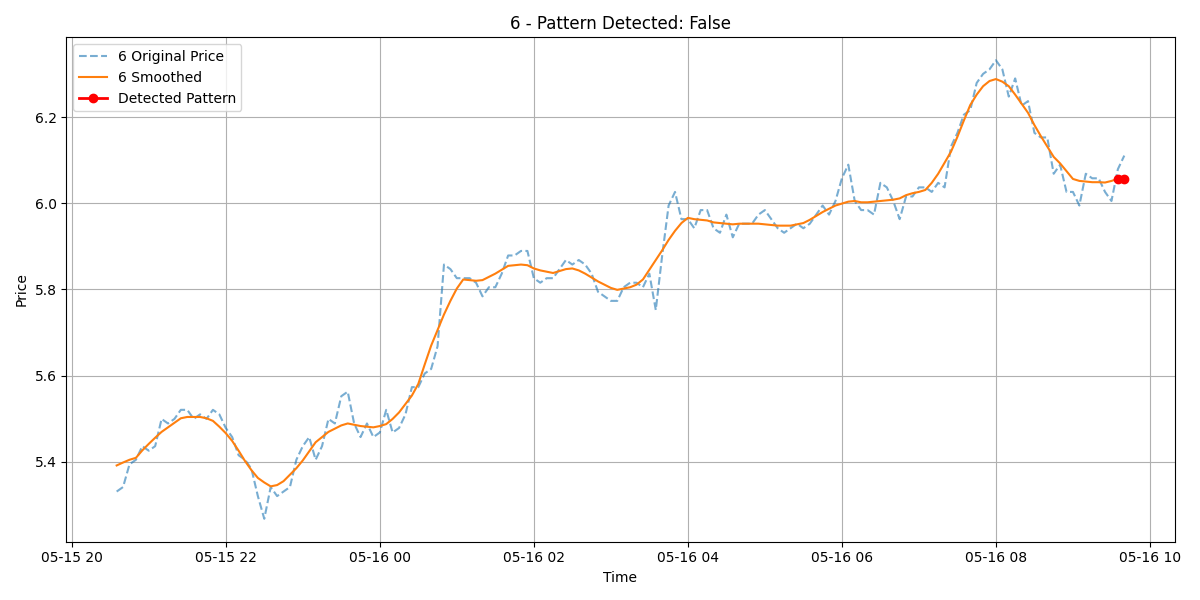 6 - Pattern Detected: False
6 Original Price
6 Smoothed
Detected Pattern
Price
6.2
6.0
5.8
5.6
5.4
05-15 20 05-15 22 05-16 00 05-16 02 05-16 04 05-16 06 05-16 08 05-16 10
Time